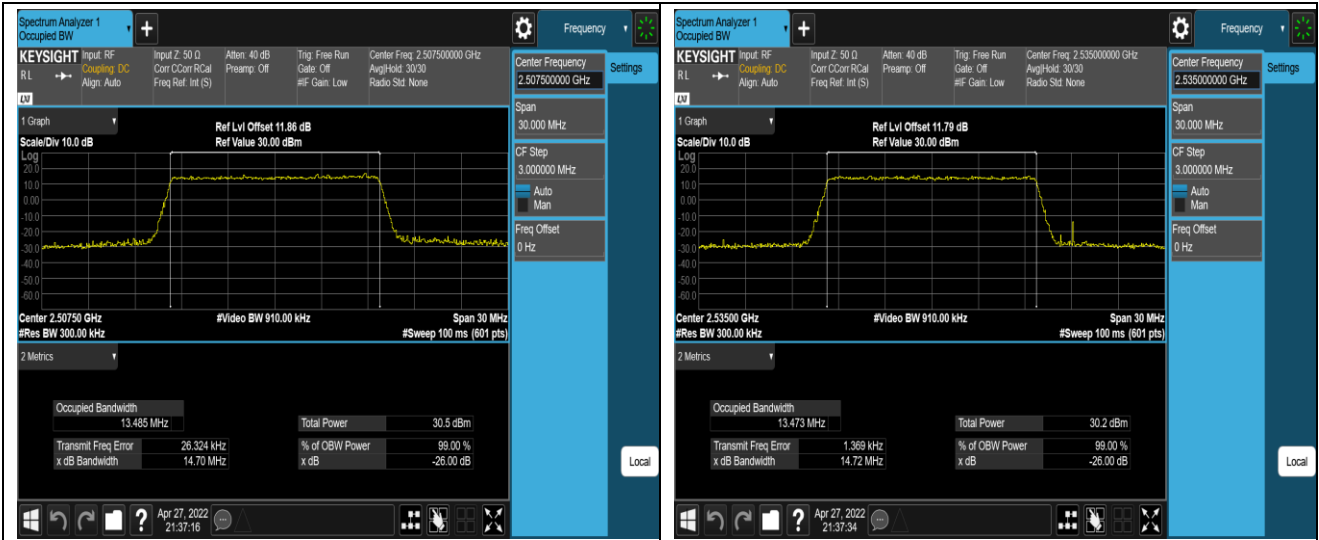 Spectrum Analyzer 1
Occupied BW
+
Frequency
KEYSIGHT
RL
LXI
Input: RF
Coupling: DC
Align: Auto
Input Z: 50 Ω
Corr CCorr RCal
Freq Ref: Int (S)
Atten: 40 dB
Preamp: Off
Trig: Free Run
Gate: Off
#IF Gain: Low
Center Freq: 2.507500000 GHz
Avg|Hold: 30/30
Radio Std: None
Center Frequency
2.507500000 GHz
Settings
Span
30.000 MHz
CF Step
3.000000 MHz
Auto
Man
Freq Offset
0 Hz
Local
1 Graph
Scale/Div 10.0 dB
Ref Lvl Offset 11.86 dB
Ref Value 30.00 dBm
Log
20.0
10.0
0.00
-10.0
-20.0
-30.0
-40.0
-50.0
-60.0
Center 2.50750 GHz
#Res BW 300.00 kHz
#Video BW 910.00 kHz
Span 30 MHz
#Sweep 100 ms (601 pts)
2 Metrics
Occupied Bandwidth
13.485 MHz
Transmit Freq Error 26.324 kHz
x dB Bandwidth 14.70 MHz
Total Power 30.5 dBm
% of OBW Power 99.00 %
x dB -26.00 dB
?
Apr 27, 2022
21:37:16
Spectrum Analyzer 1
Occupied BW
+
Frequency
KEYSIGHT
RL
LXI
Input: RF
Coupling: DC
Align: Auto
Input Z: 50 Ω
Corr CCorr RCal
Freq Ref: Int (S)
Atten: 40 dB
Preamp: Off
Trig: Free Run
Gate: Off
#IF Gain: Low
Center Freq: 2.535000000 GHz
Avg|Hold: 30/30
Radio Std: None
Center Frequency
2.535000000 GHz
Settings
Span
30.000 MHz
CF Step
3.000000 MHz
Auto
Man
Freq Offset
0 Hz
Local
1 Graph
Scale/Div 10.0 dB
Ref Lvl Offset 11.79 dB
Ref Value 30.00 dBm
Log
20.0
10.0
0.00
-10.0
-20.0
-30.0
-40.0
-50.0
-60.0
Center 2.53500 GHz
#Res BW 300.00 kHz
#Video BW 910.00 kHz
Span 30 MHz
#Sweep 100 ms (601 pts)
2 Metrics
Occupied Bandwidth
13.473 MHz
Transmit Freq Error 1.369 kHz
x dB Bandwidth 14.72 MHz
Total Power 30.2 dBm
% of OBW Power 99.00 %
x dB -26.00 dB
?
Apr 27, 2022
21:37:34